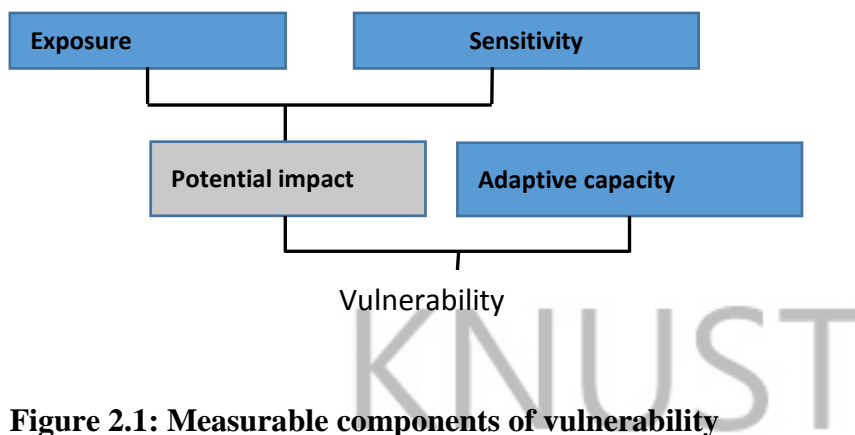 Exposure
Sensitivity
Potential impact
Adaptive capacity
Vulnerability
KNUST
Figure 2.1: Measurable components of vulnerability